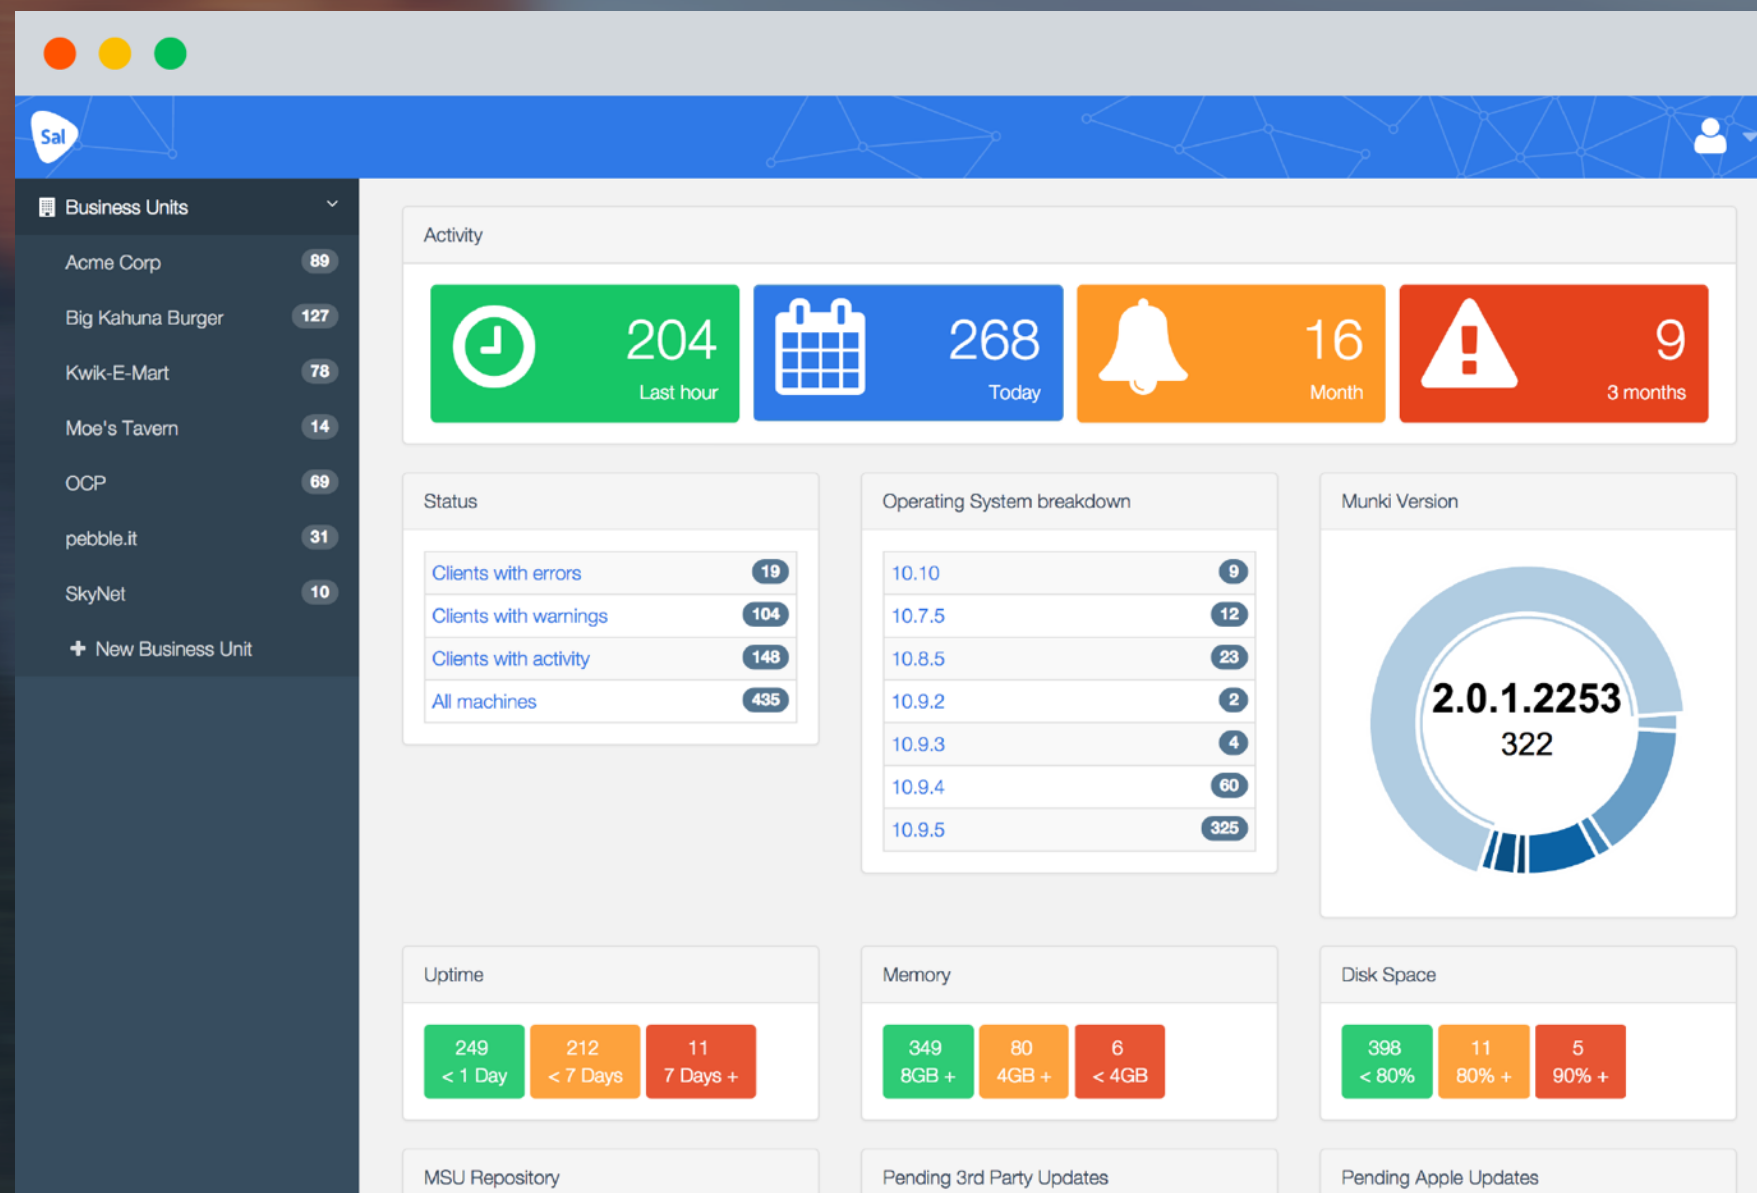 Sal
Business Units
Acme Corp 89
Big Kahuna Burger 127
Kwik-E-Mart 78
Moe's Tavern 14
OCP 69
pebble.it 31
SkyNet 10
+ New Business Unit
Activity
204
Last hour
268
Today
16
Month
9
3 months
Status
Clients with errors 19
Clients with warnings 104
Clients with activity 148
All machines 435
Operating System breakdown
10.10 9
10.7.5 12
10.8.5 23
10.9.2 2
10.9.3 4
10.9.4 60
10.9.5 325
Munki Version
2.0.1.2253
322
Uptime
249
< 1 Day
212
< 7 Days
11
7 Days +
Memory
349
8GB +
80
4GB +
6
< 4GB
Disk Space
398
< 80%
11
80% +
5
90% +
MSU Repository
Pending 3rd Party Updates
Pending Apple Updates